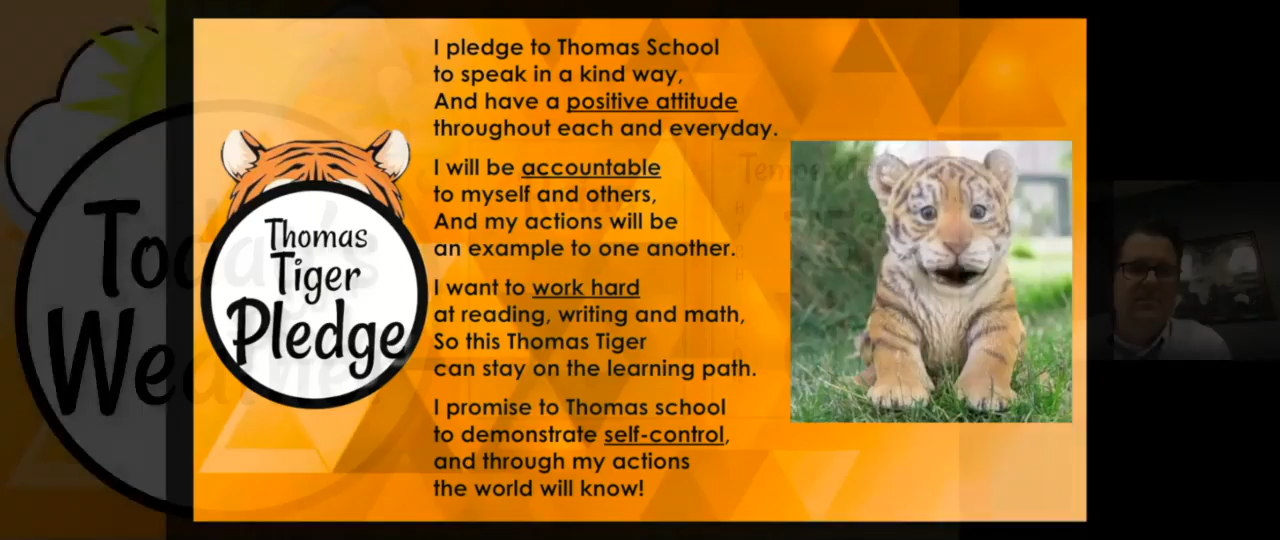 I pledge to Thomas School
to speak in a kind way,
And have a positive attitude
throughout each and everyday.
I will be accountable
to myself and others,
And my actions will be
an example to one another.
I want to work hard
at reading, writing and math,
So this Thomas Tiger
can stay on the learning path.
I promise to Thomas school
to demonstrate self-control,
and through my actions
the world will know!
Thomas
Tiger
Pledge
Today's
Weather